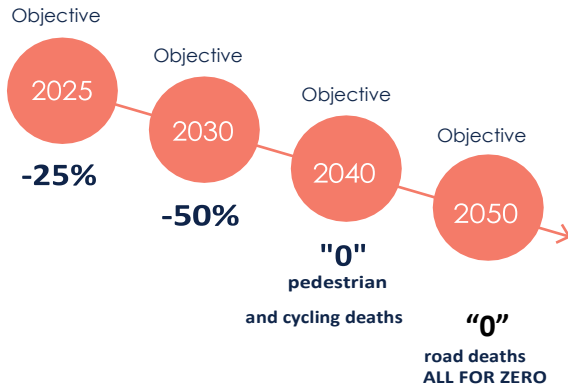 Objective
2025
-25%
Objective
2030
-50%
Objective
2040
"0"
pedestrian
and cycling deaths
Objective
2050
“0”
road deaths
ALL FOR ZERO